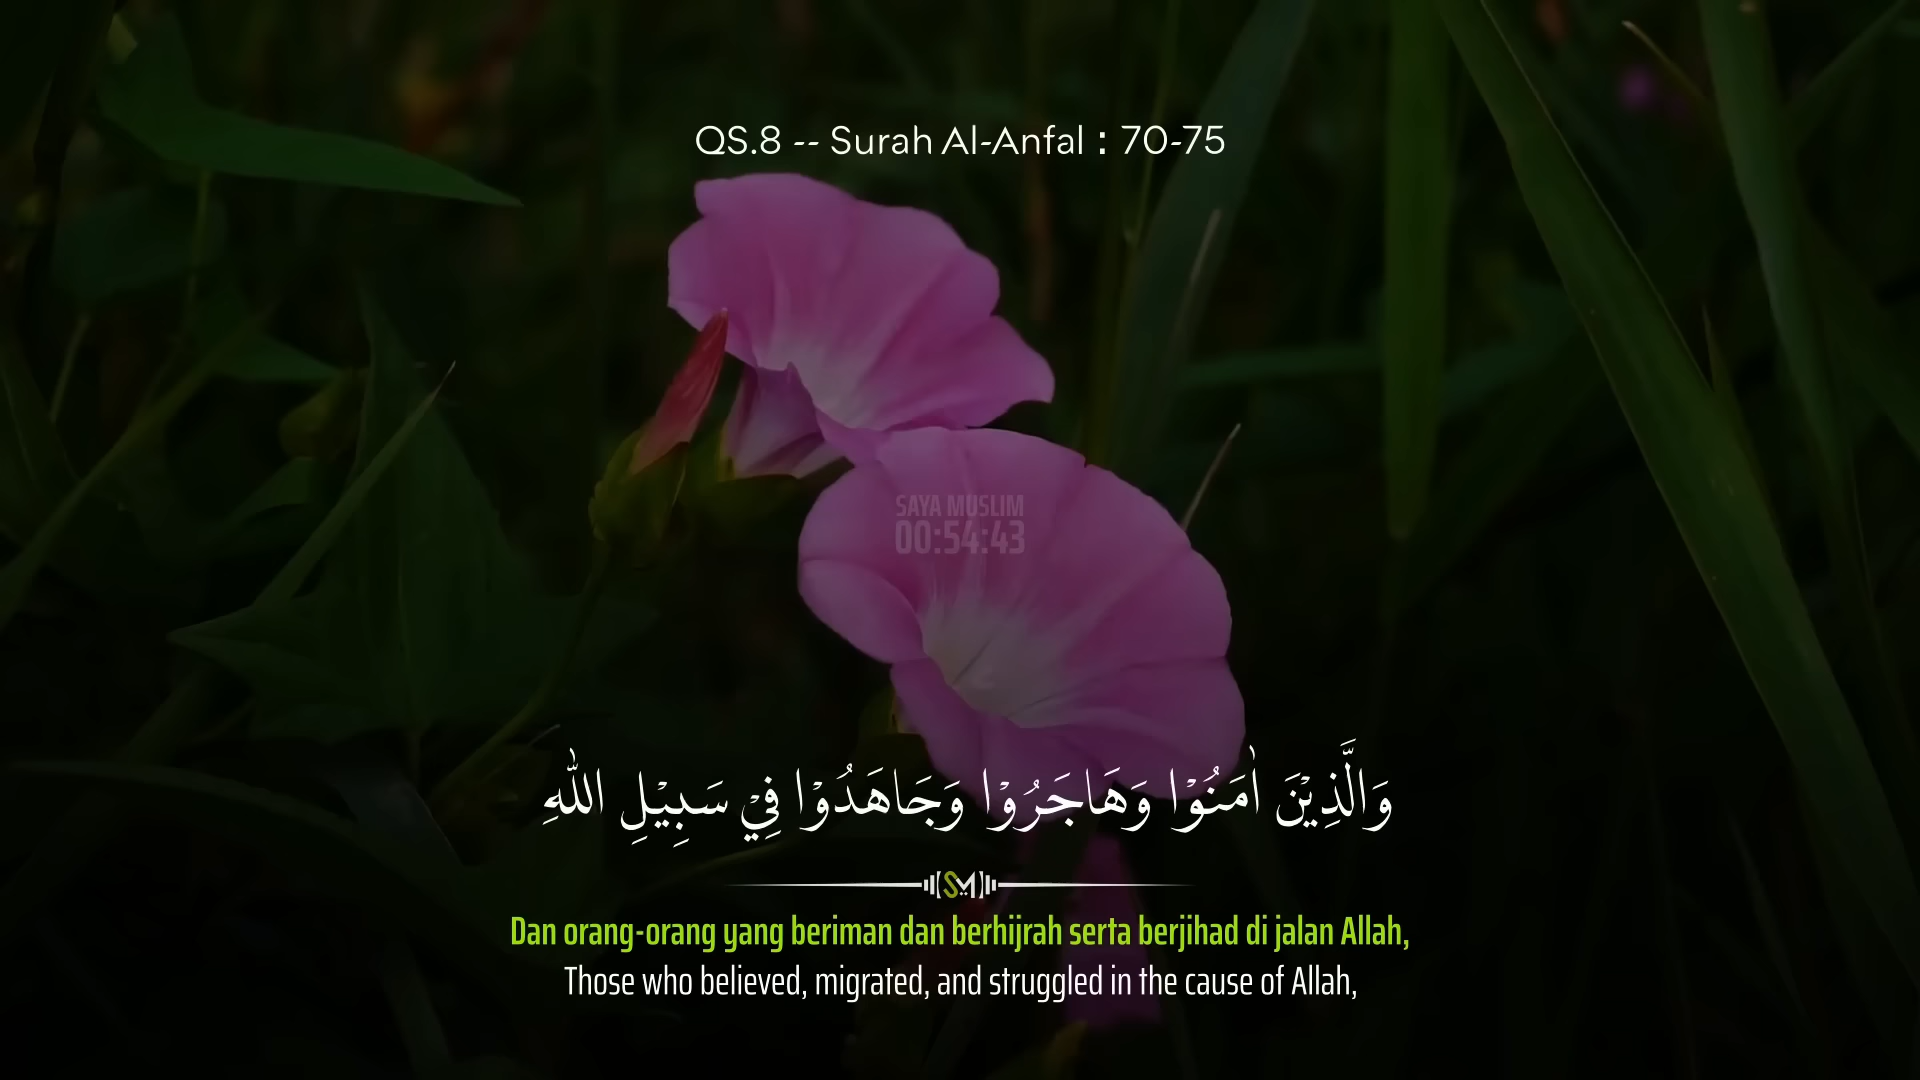 QS.8 -- Surah Al-Anfal : 70-75
SAYA MUSLIM
00:54:43
وَالَّذِيْنَ اٰمَنُوْا وَهَاجَرُوْا وَجَاهَدُوْا فِيْ سَبِيْلِ اللّٰهِ
SM
Dan orang-orang yang beriman dan berhijrah serta berjihad di jalan Allah,
Those who believed, migrated, and struggled in the cause of Allah,